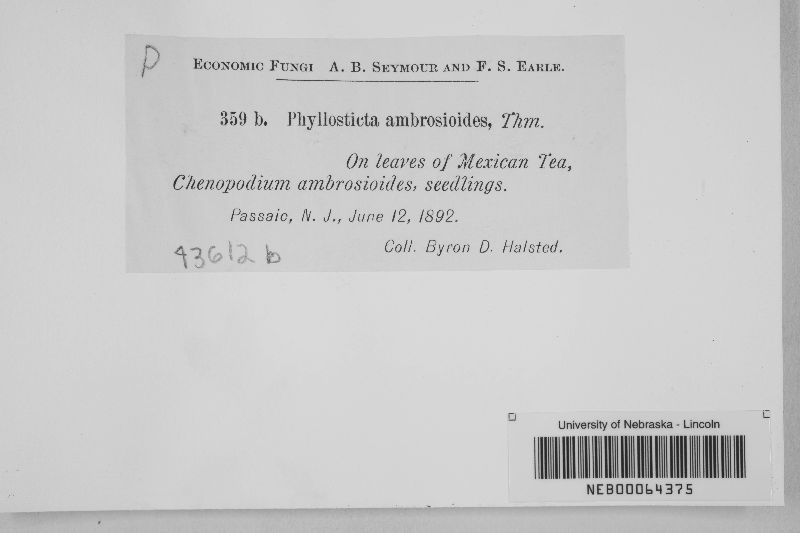 P
Economic Fungi A. B. Seymour and F. S. Earle.
359 b. Phyllosticta ambrosioides, Thm.
On leaves of Mexican Tea,
Chenopodium ambrosioides, seedlings.
Passaic, N. J., June 12, 1892.
Coll. Byron D. Halsted.
43612 b
University of Nebraska - Lincoln
NEB00064375